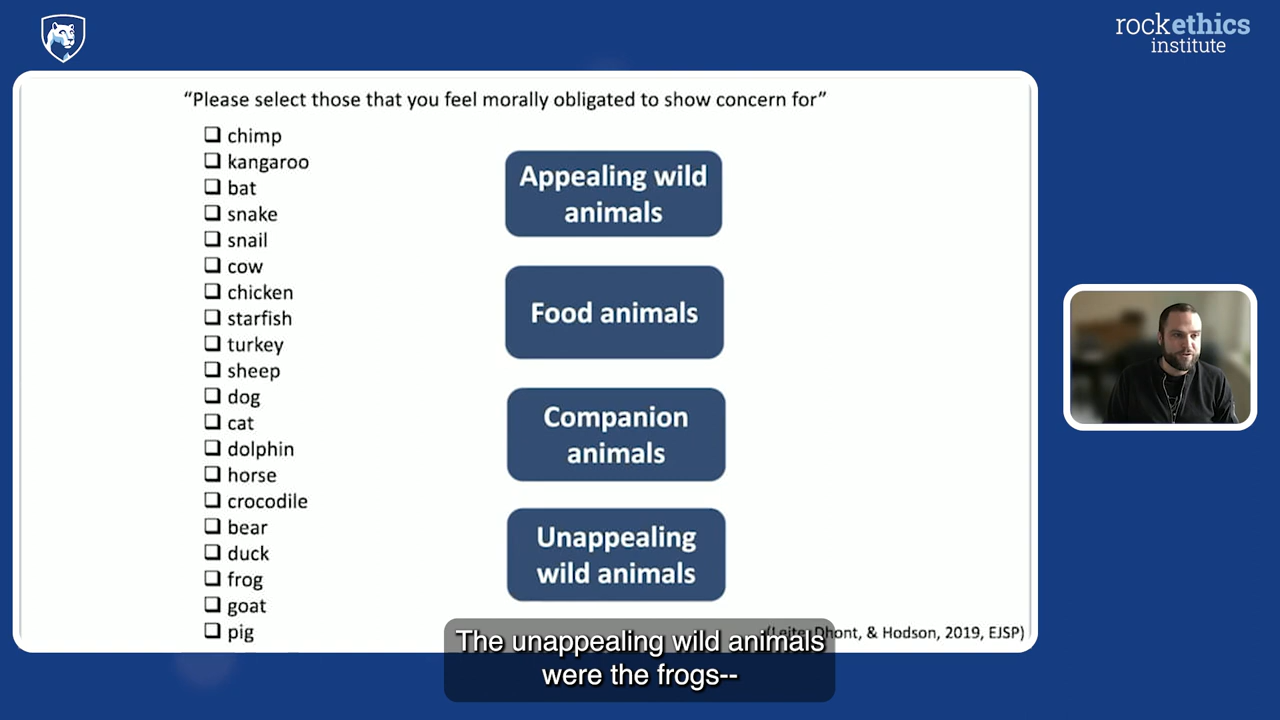 rockethics
institute
“Please select those that you feel morally obligated to show concern for”
chimp
kangaroo
bat
snake
snail
cow
chicken
starfish
turkey
sheep
dog
cat
dolphin
horse
crocodile
bear
duck
frog
goat
pig
Appealing wild
animals
Food animals
Companion
animals
Unappealing
wild animals
& Hodson, 2019, EJSP)
The unappealing wild animals
were the frogs--